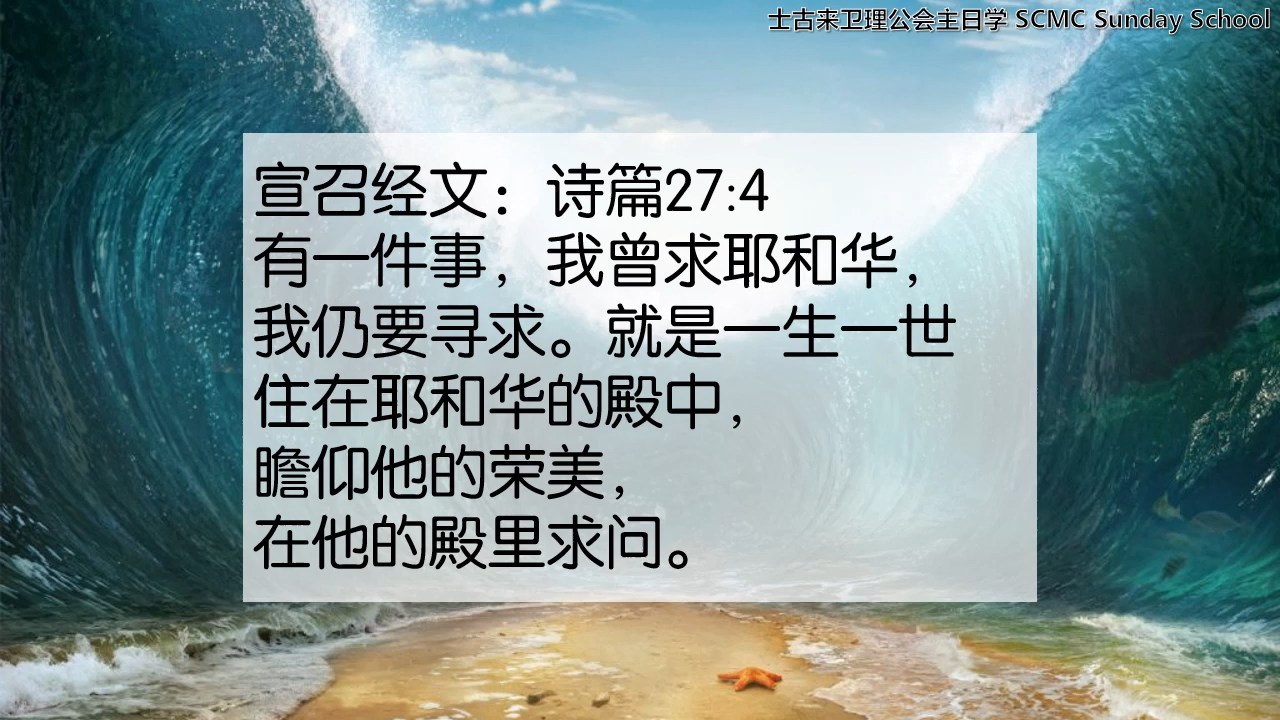 士古来卫理公会主日学 SCMC Sunday School
宣召经文：诗篇27:4
有一件事，我曾求耶和华，
我仍要寻求。就是一生一世
住在耶和华的殿中，
瞻仰他的荣美，
在他的殿里求问。